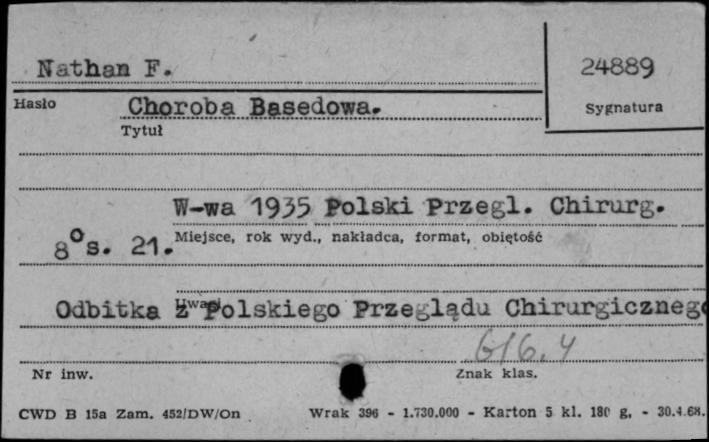 Nathan F.
24889
Hasło
Choroba Basedowa.
Sygnatura
Tytuł
W-wa 1935 Polski Przegl. Chirurg.
Miejsce, rok wyd., nakładca, format, objętość
8° s. 21.
Uwagi
Odbitka z Polskiego Przeglądu Chirurgicznego
616.4
Nr inw.
Znak klas.
CWD B 15a Zam. 452/DW/On Wrak 396 - 1.730.000 - Karton 5 kl. 180 g. - 30.4.68.